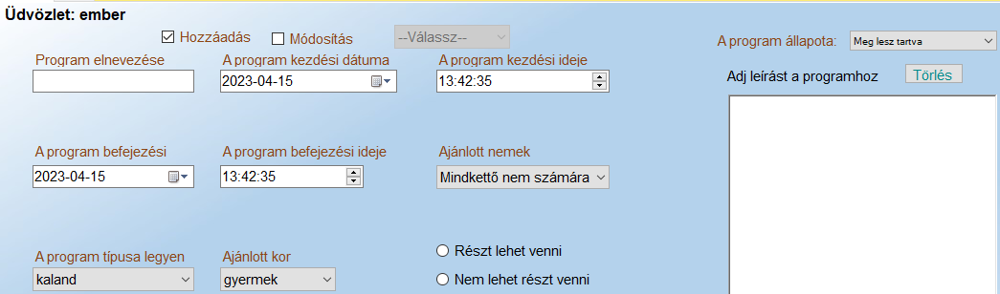 Üdvözlet: ember
Hozzáadás Módosítás --Válassz-- A program állapota: Meg lesz tartva
Program elnevezése A program kezdési dátuma A program kezdési ideje
Adj leírást a programhoz Törlés
2023-04-15 13:42:35
A program befejezési A program befejezési ideje Ajánlott nemek
2023-04-15 13:42:35 Mindkettő nem számára
Részt lehet venni
A program típusa legyen Ajánlott kor
kaland gyermek Nem lehet részt venni